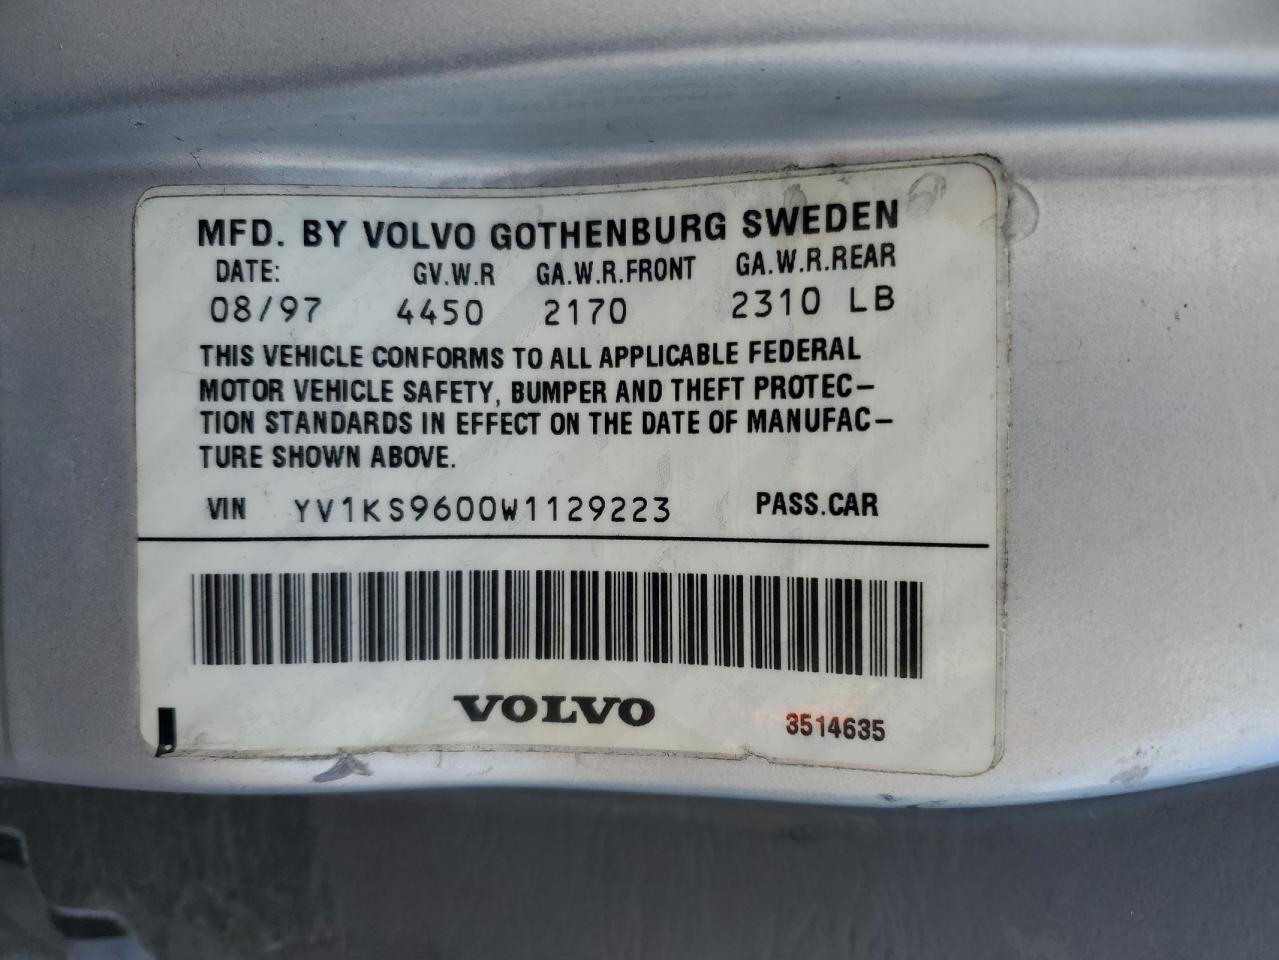 MFD. BY VOLVO GOTHENBURG SWEDEN
DATE: GV.W.R GA.W.R.FRONT GA.W.R.REAR
08/97 4450 2170 2310 LB
THIS VEHICLE CONFORMS TO ALL APPLICABLE FEDERAL
MOTOR VEHICLE SAFETY, BUMPER AND THEFT PROTEC-
TION STANDARDS IN EFFECT ON THE DATE OF MANUFAC-
TURE SHOWN ABOVE.
VIN YV1KS9600W1129223 PASS.CAR
VOLVO
3514635